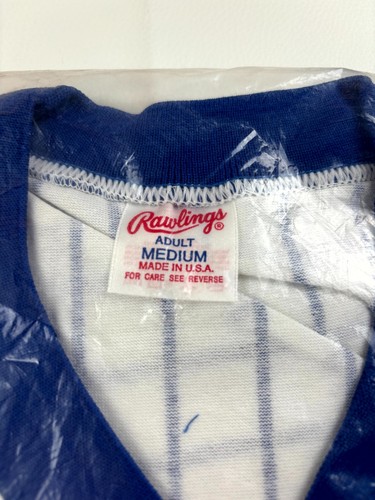 Rawlings®
ADULT
MEDIUM
MADE IN U.S.A.
FOR CARE SEE REVERSE